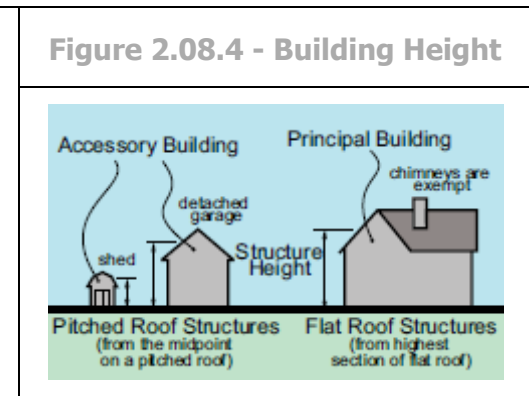 Figure 2.08.4 - Building Height
Accessory Building
Principal Building
chimneys are
exempt
detached
garage
shed
Structure
Height
Pitched Roof Structures
(from the midpoint
on a pitched roof)
Flat Roof Structures
(from highest
section of flat roof)